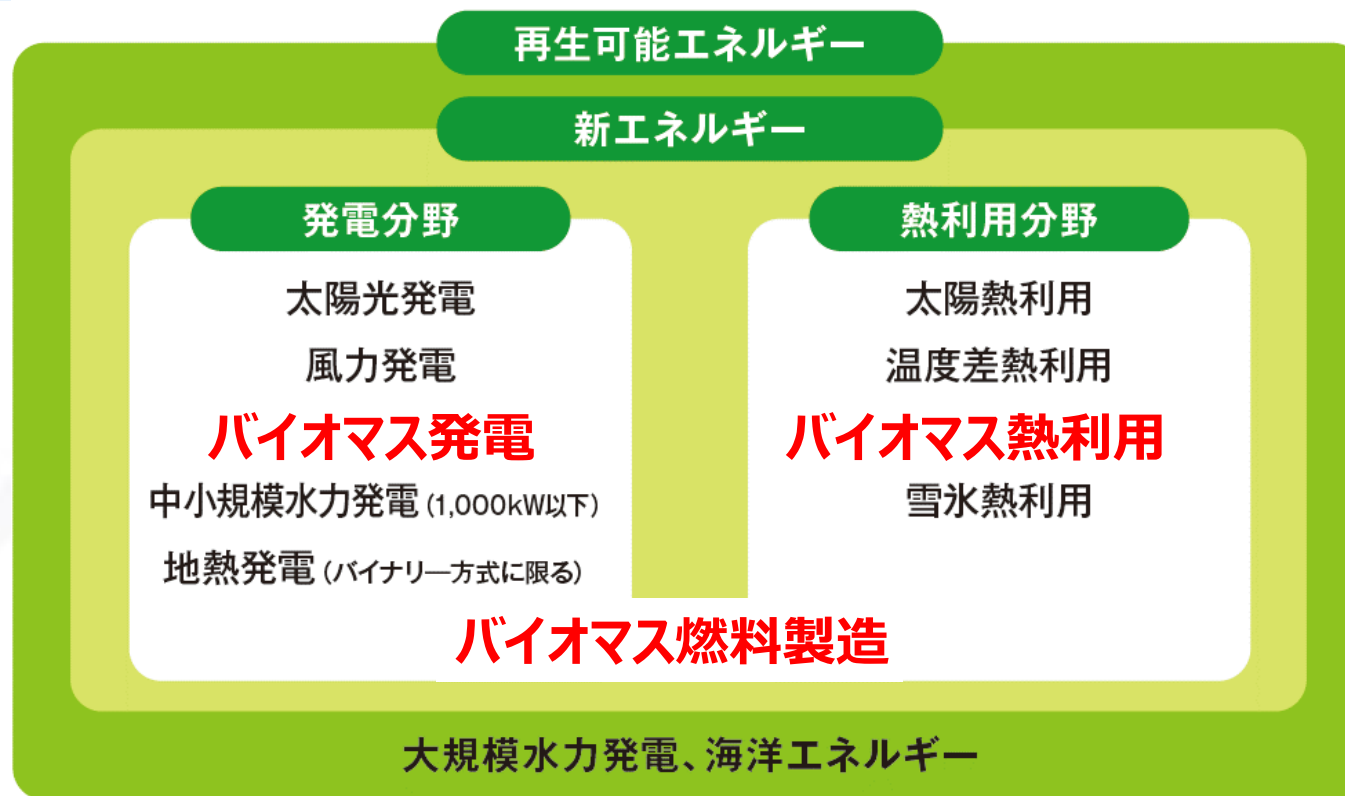 再生可能エネルギー
新エネルギー
発電分野
太陽光発電
風力発電
バイオマス発電
中小規模水力発電(1,000kW以下)
地熱発電(バイナリー方式に限る)
熱利用分野
太陽熱利用
温度差熱利用
バイオマス熱利用
雪氷熱利用
バイオマス燃料製造
大規模水力発電、海洋エネルギー